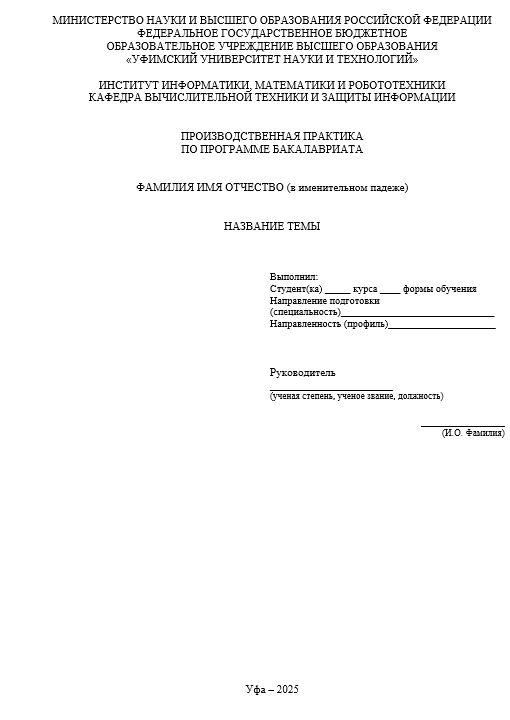 МИНИСТЕРСТВО НАУКИ И ВЫСШЕГО ОБРАЗОВАНИЯ РОССИЙСКОЙ ФЕДЕРАЦИИ
ФЕДЕРАЛЬНОЕ ГОСУДАРСТВЕННОЕ БЮДЖЕТНОЕ
ОБРАЗОВАТЕЛЬНОЕ УЧРЕЖДЕНИЕ ВЫСШЕГО ОБРАЗОВАНИЯ
«УФИМСКИЙ УНИВЕРСИТЕТ НАУКИ И ТЕХНОЛОГИЙ»
ИНСТИТУТ ИНФОРМАТИКИ, МАТЕМАТИКИ И РОБОТОТЕХНИКИ
КАФЕДРА ВЫЧИСЛИТЕЛЬНОЙ ТЕХНИКИ И ЗАЩИТЫ ИНФОРМАЦИИ
ПРОИЗВОДСТВЕННАЯ ПРАКТИКА
ПО ПРОГРАММЕ БАКАЛАВРИАТА
ФАМИЛИЯ ИМЯ ОТЧЕСТВО (в именительном падеже)
НАЗВАНИЕ ТЕМЫ
Выполнил:
Студент(ка) _____ курса ____ формы обучения
Направление подготовки
(специальность)______________________________
Направленность (профиль)_____________________
Руководитель
________________________
(ученая степень, ученое звание, должность)
________________
(И.О. Фамилия)
Уфа – 2025